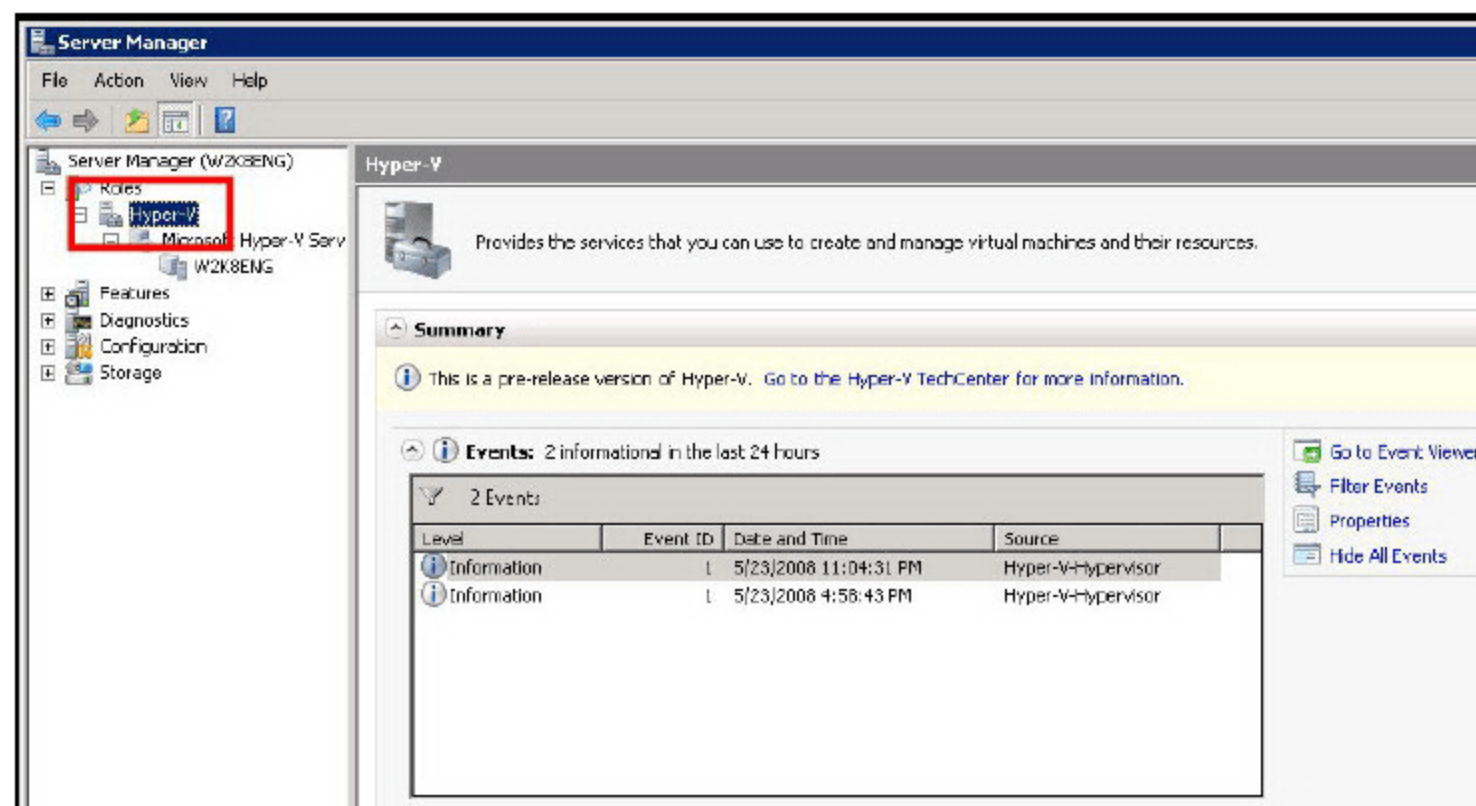 Server Manager
File Action View Help
Server Manager (W2K8ENG)
Roles
Hyper-V
Microsoft Hyper-V Serv
W2K8ENG
Features
Diagnostics
Configuration
Storage
Hyper-V
Provides the services that you can use to create and manage virtual machines and their resources.
Summary
This is a pre-release version of Hyper-V. Go to the Hyper-V TechCenter for more information.
Events: 2 informational in the last 24 hours
2 Events
Level Event ID Date and Time Source
Information 1 5/23/2008 11:04:31 PM Hyper-V-Hypervisor
Information 1 5/23/2008 4:58:43 PM Hyper-V-Hypervisor
Go to Event Viewer
Filter Events
Properties
Hide All Events